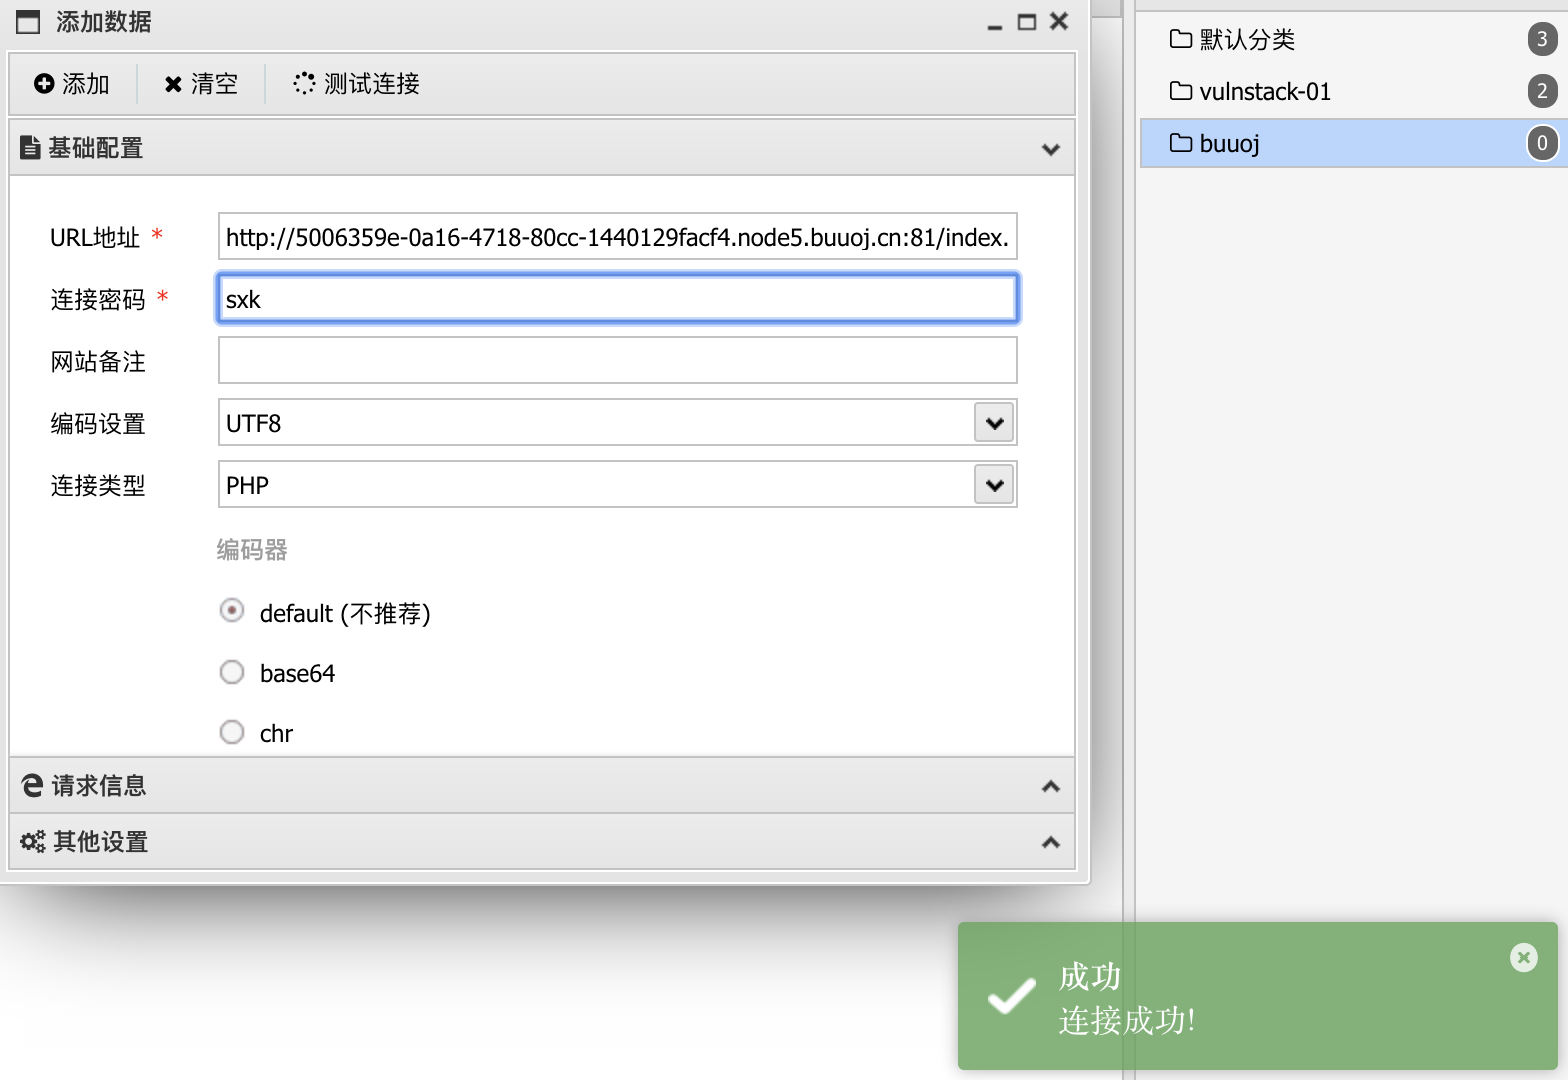 添加数据
添加 清空 测试连接
基础配置
URL地址 * http://5006359e-0a16-4718-80cc-1440129facf4.node5.buuoj.cn:81/index.
连接密码 * sxk
网站备注
编码设置 UTF8
连接类型 PHP
编码器
default (不推荐)
base64
chr
请求信息
其他设置
默认分类 3
vulnstack-01 2
buuoj 0
成功
连接成功!